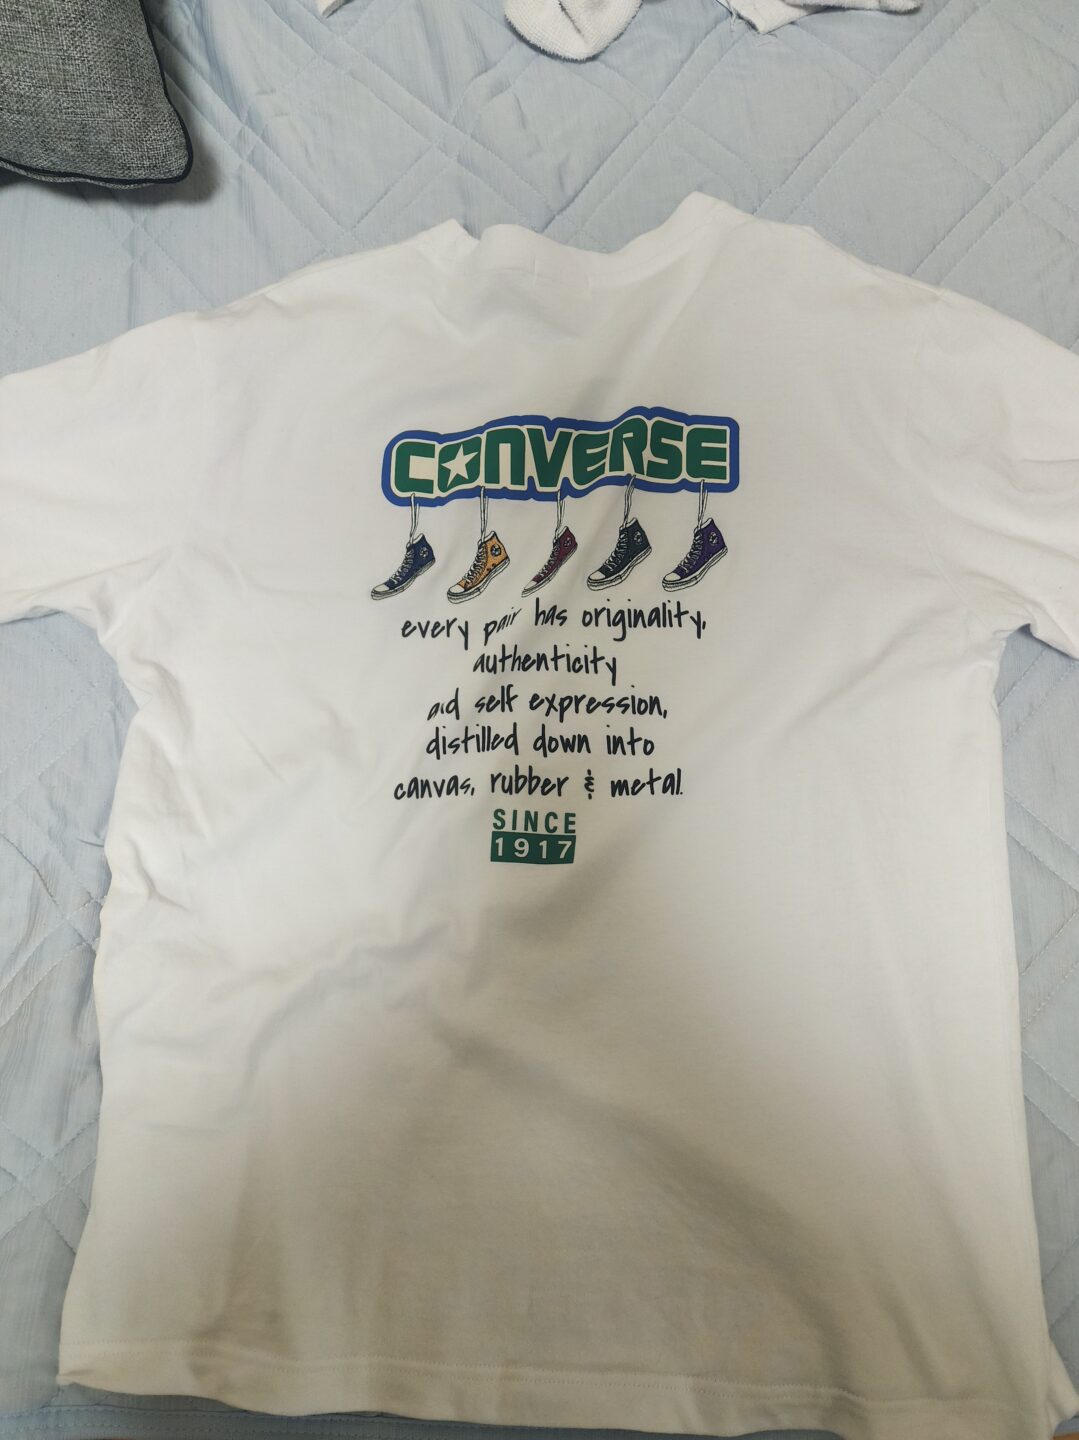 CONVERSE
every pair has originality,
authenticity
and self expression,
distilled down into
canvas, rubber & metal.
SINCE
1917